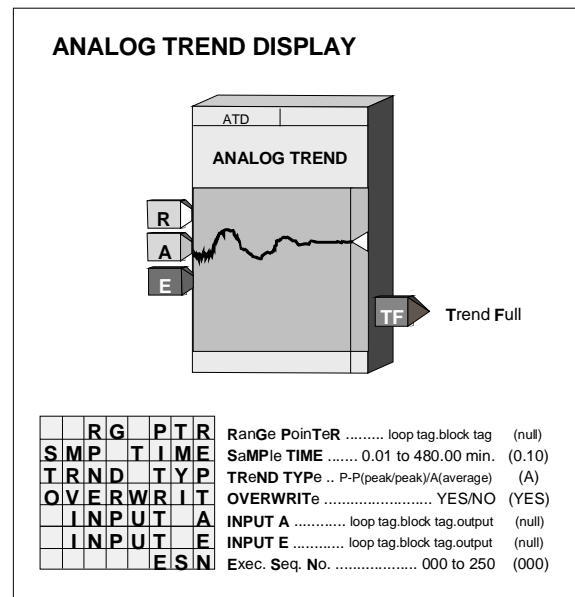 ANALOG TREND DISPLAY
ATD
ANALOG TREND
R
A
E
TF
Trend Full
RG PTR RanGe PoinTeR ......... loop tag.block tag (null)
SMP TIME SaMPle TIME ....... 0.01 to 480.00 min. (0.10)
TRND TYP TReND TYPe .. P-P(peak/peak)/A(average) (A)
OVERWRIT OVERWRITe ......................... YES/NO (YES)
INPUT A INPUT A ............ loop tag.block tag.output (null)
INPUT E INPUT E ............ loop tag.block tag.output (null)
ESN Exec. Seq. No. ................... 000 to 250 (000)